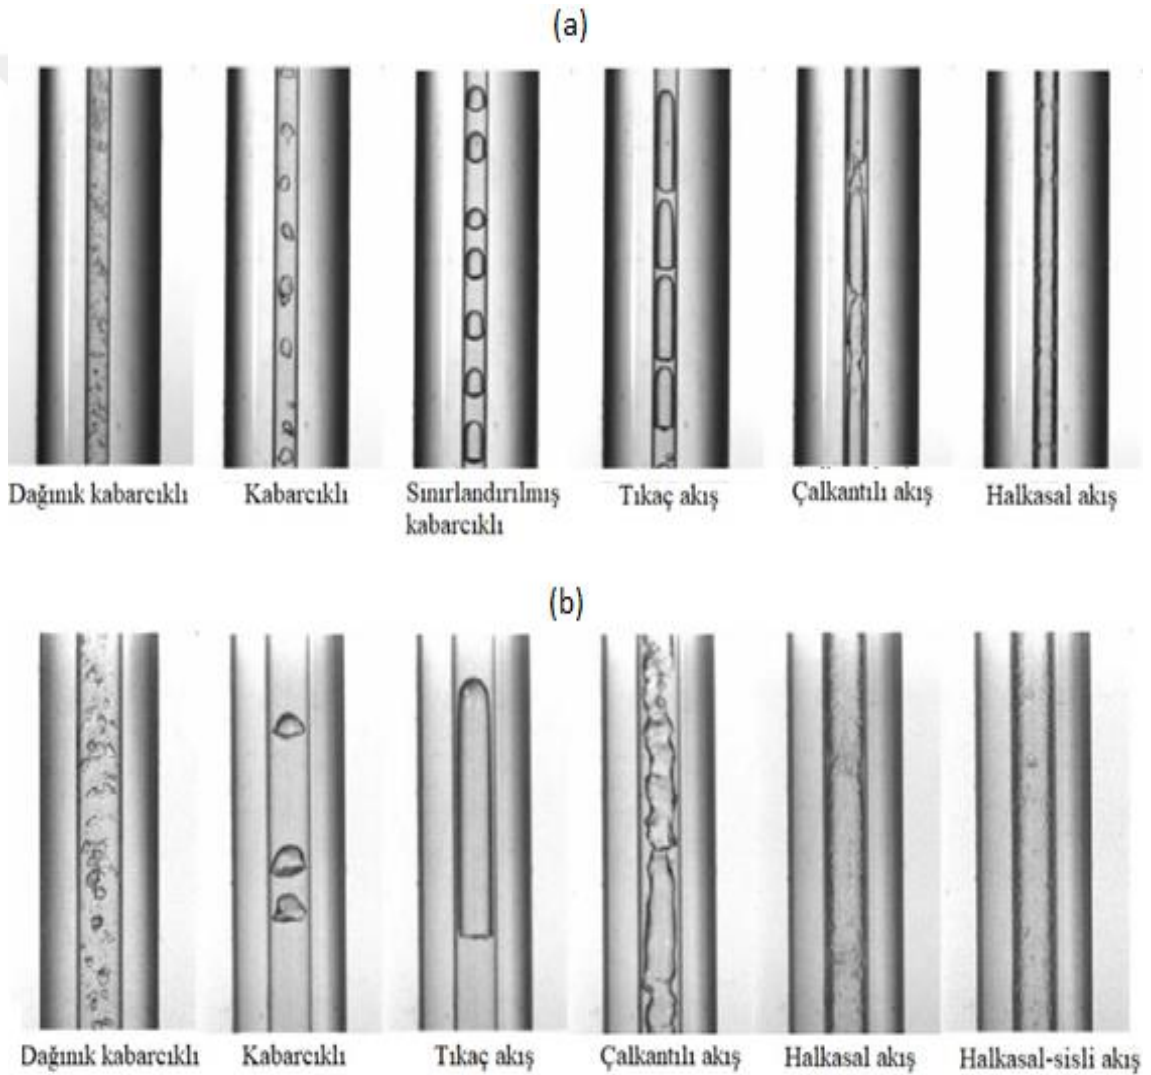 (a)
Dağınık kabarcıklı
Kabarcıklı
Sınırlandırılmış
kabarcıklı
Tıkaç akış
Çalkantılı akış
Halkasal akış
(b)
Dağınık kabarcıklı
Kabarcıklı
Tıkaç akış
Çalkantılı akış
Halkasal akış
Halkasal-sisli akış